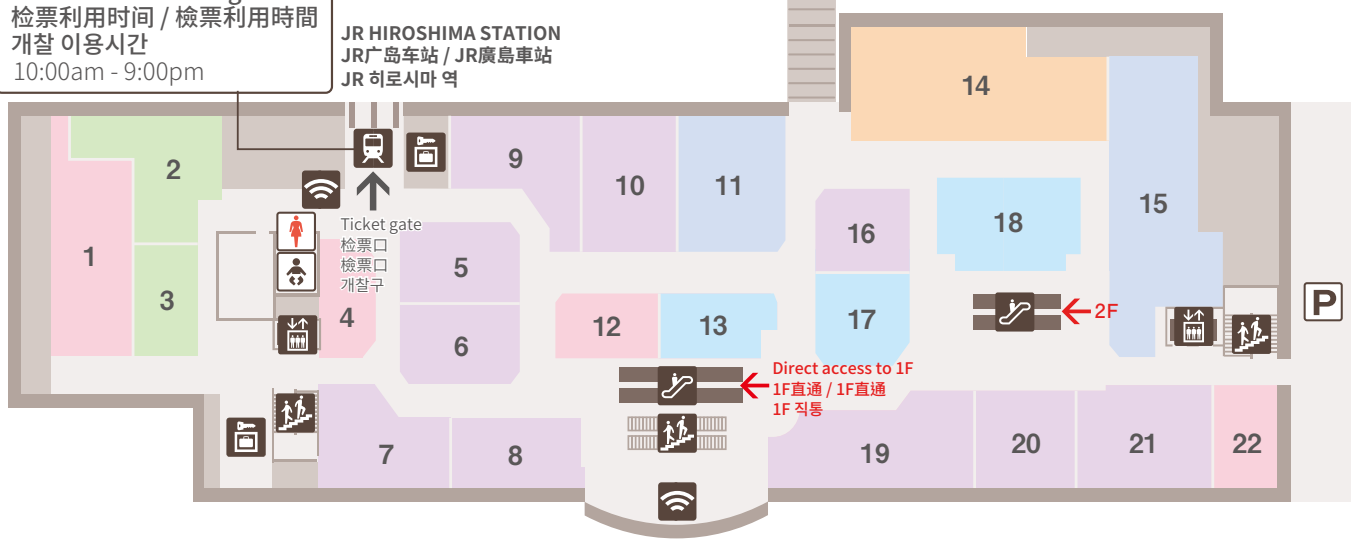 检票利用时间 / 檢票利用時間
개찰 이용시간
10:00am - 9:00pm
JR HIROSHIMA STATION
JR广岛车站 / JR廣島車站
JR 히로시마 역
Ticket gate
检票口
檢票口
개찰구
1
2
3
4
5
6
7
8
9
10
11
12
13
14
15
16
17
18
19
20
21
22
2F
Direct access to 1F
1F直通 / 1F直通
1F 직통
P